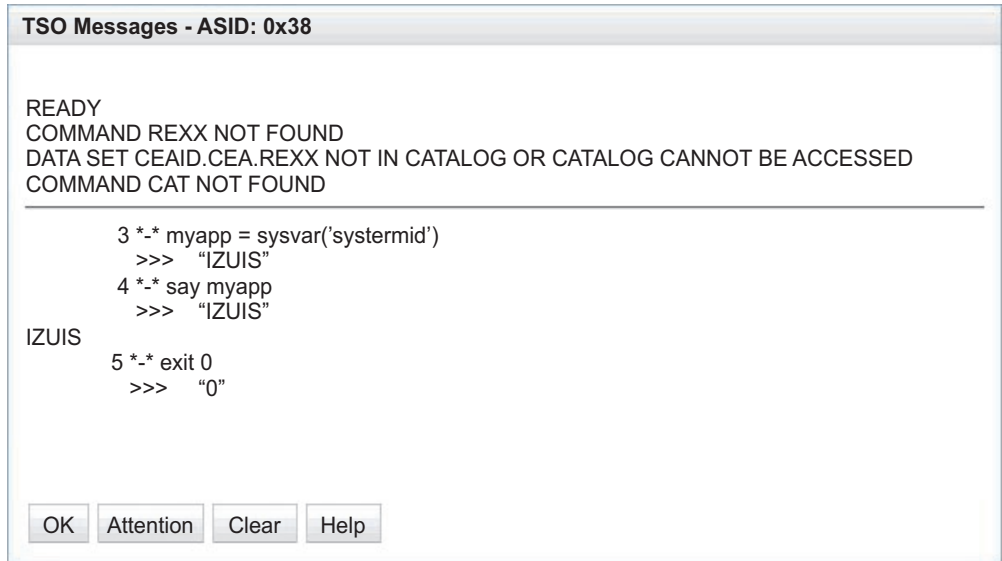 TSO Messages - ASID: 0x38
READY
COMMAND REXX NOT FOUND
DATA SET CEAID.CEA.REXX NOT IN CATALOG OR CATALOG CANNOT BE ACCESSED
COMMAND CAT NOT FOUND
3 *-* myapp = sysvar(’systermid’)
>>> “IZUIS”
4 *-* say myapp
>>> “IZUIS”
IZUIS
5 *-* exit 0
>>> “0”
OK Attention Clear Help